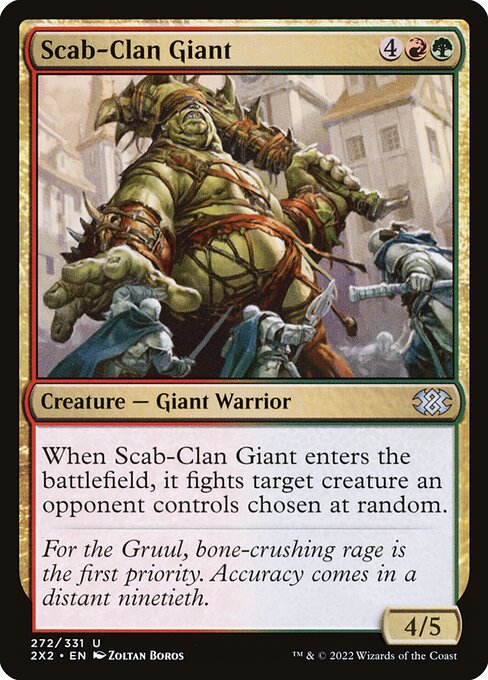 Scab-Clan Giant 4
Creature — Giant Warrior
When Scab-Clan Giant enters the
battlefield, it fights target creature an
opponent controls chosen at random.
For the Gruul, bone-crushing rage is
the first priority. Accuracy comes in a
distant ninetieth.
4/5
272/331 U
2X2 • EN Zoltan Boros ™ & © 2022 Wizards of the Coast